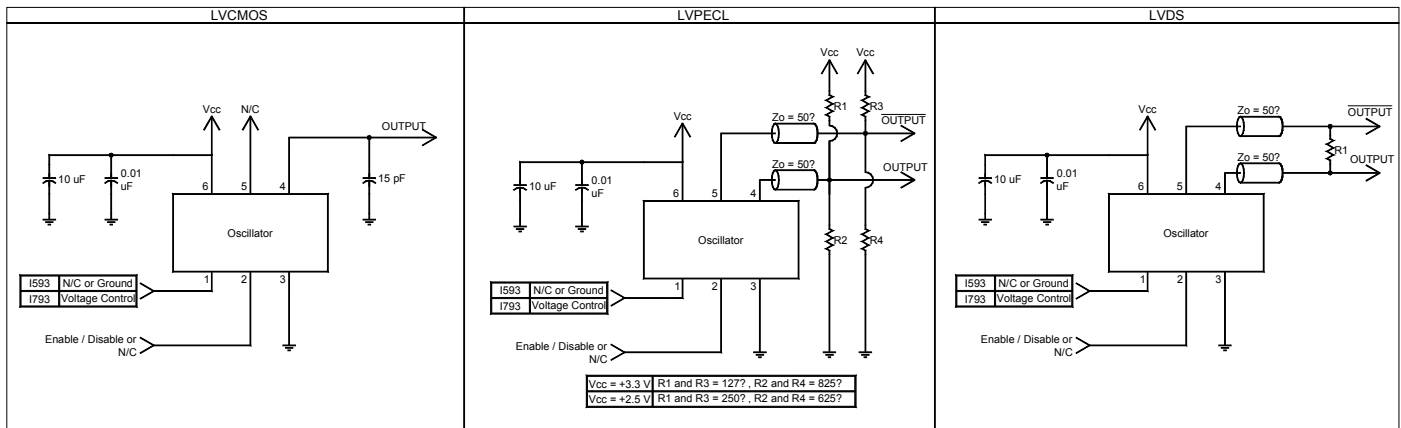 LVCMOS
Vcc
N/C
OUTPUT
10 uF
0.01
uF
15 pF
6
5
4
Oscillator
1
2
3
I593 N/C or Ground
I793 Voltage Control
Enable / Disable or
N/C
LVPECL
Vcc
Vcc
R1
R3
Zo = 50?
OUTPUT
Vcc
Zo = 50?
OUTPUT
10 uF
0.01
uF
6
5
4
Oscillator
R2
R4
1
2
3
I593 N/C or Ground
I793 Voltage Control
Enable / Disable or
N/C
Vcc = +3.3 V R1 and R3 = 127? , R2 and R4 = 825?
Vcc = +2.5 V R1 and R3 = 250? , R2 and R4 = 625?
LVDS
Vcc
Zo = 50?
OUTPUT
R1
Zo = 50?
OUTPUT
10 uF
0.01
uF
6
5
4
Oscillator
1
2
3
I593 N/C or Ground
I793 Voltage Control
Enable / Disable or
N/C